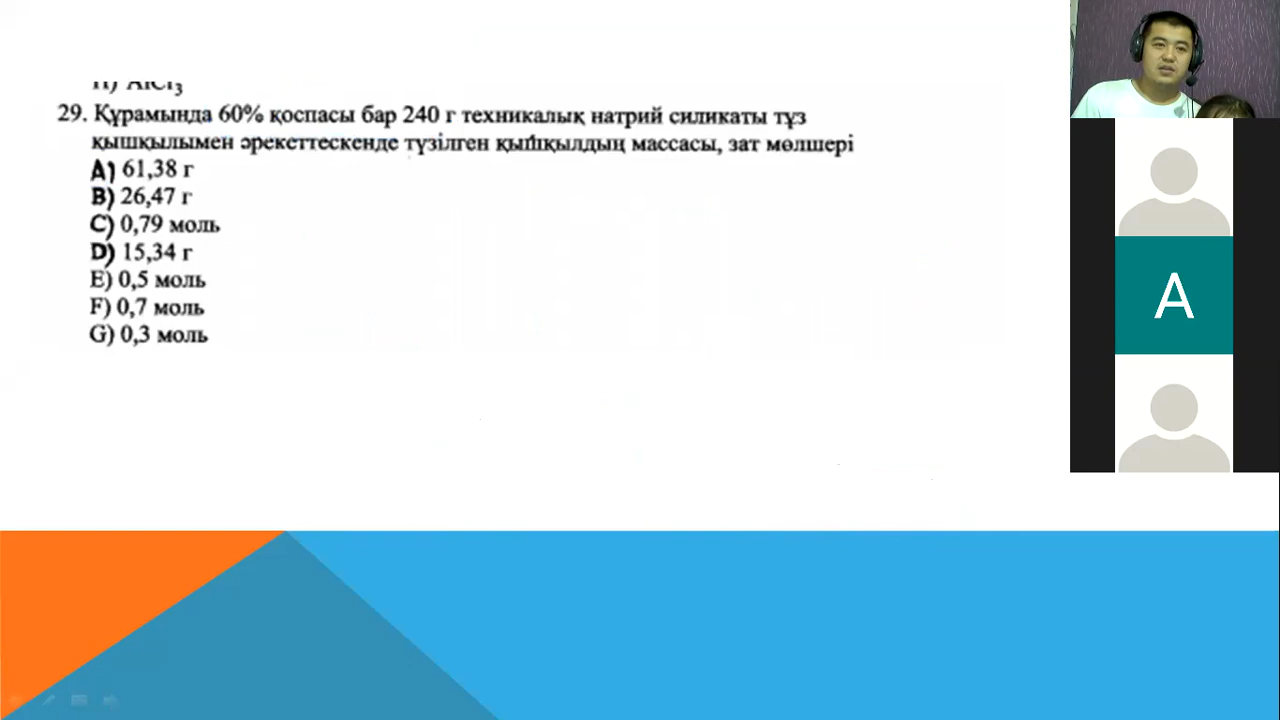 H) AlCl3
29. Құрамында 60% қоспасы бар 240 г техникалық натрий силикаты тұз
қышқылымен әрекеттескенде түзілген қышқылдың массасы, зат мөлшері
A) 61,38 г
B) 26,47 г
C) 0,79 моль
D) 15,34 г
E) 0,5 моль
F) 0,7 моль
G) 0,3 моль
A